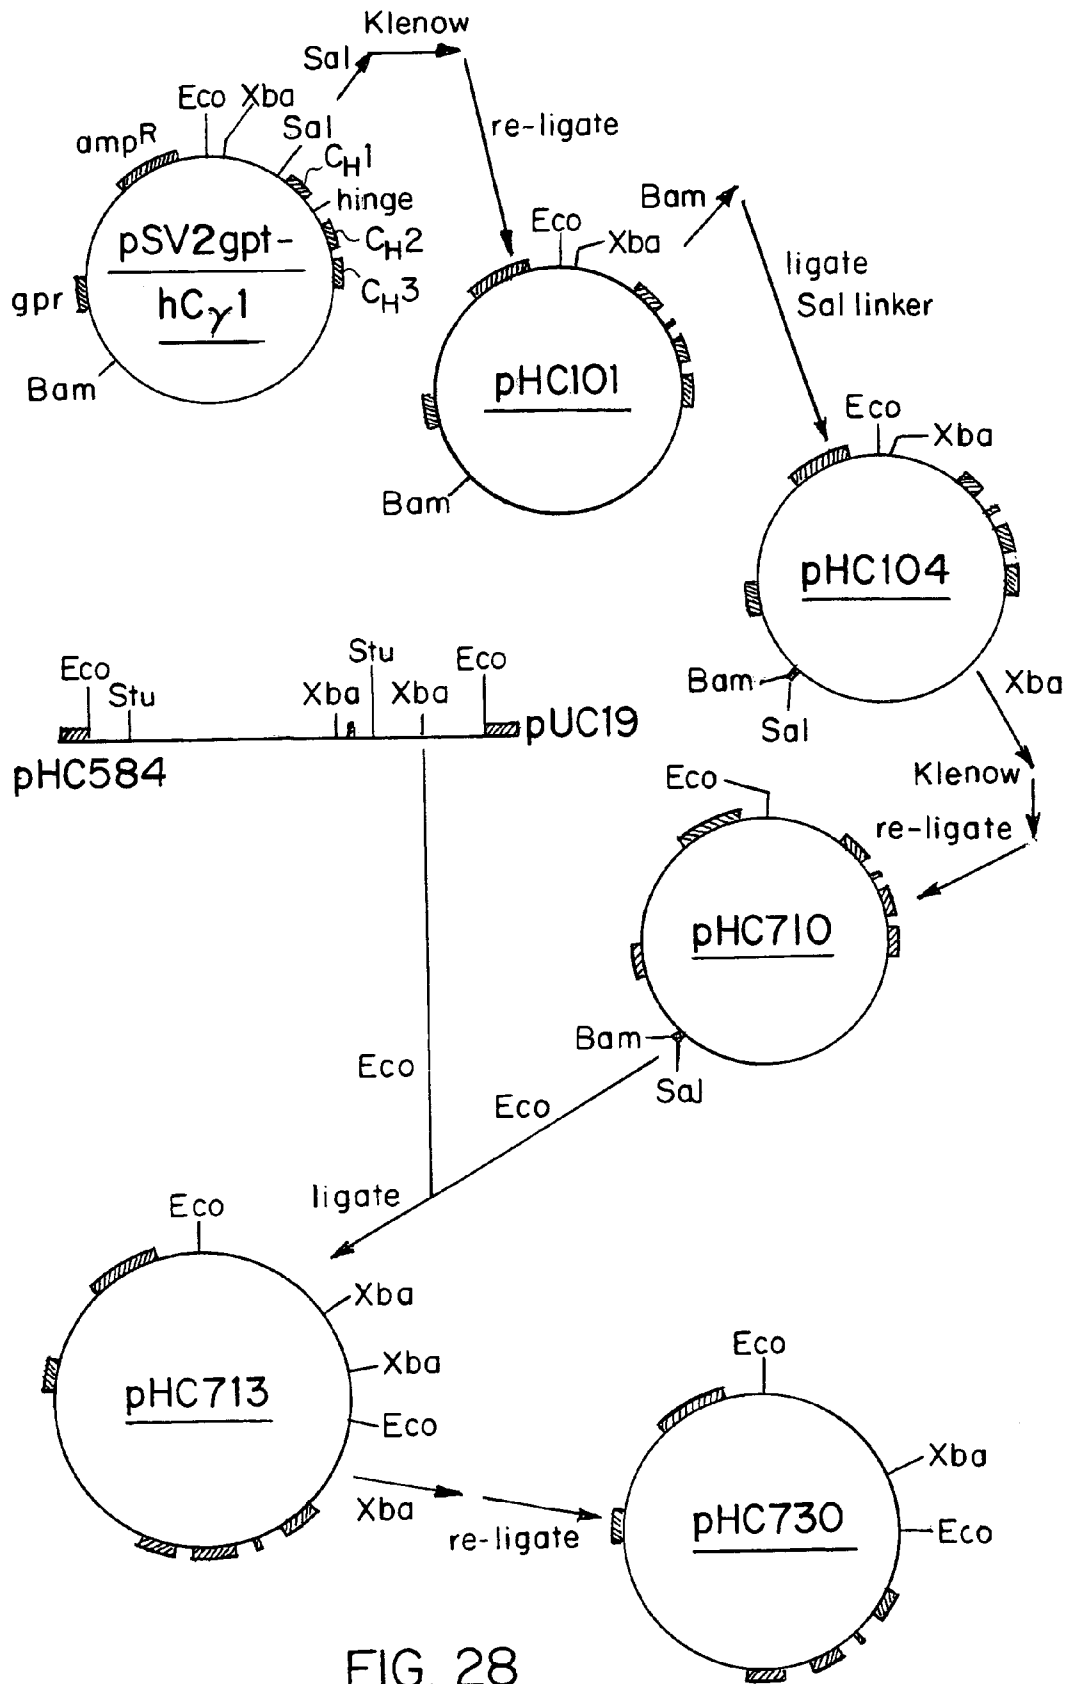 Klenow
Sal
Eco Xba
re-ligate
ampR
Sal
CH1
hinge
pSV2gpt-
hCγ1
CH2
CH3
gpr
Bam
Bam
Eco
Xba
ligate
Sal linker
pHC101
Bam
Eco
Xba
pHC104
Bam
Sal
Xba
Klenow
re-ligate
Eco
Stu
Xba
Stu
Xba
Eco
pUC19
pHC584
Eco
pHC710
Bam
Sal
Eco
Eco
ligate
Eco
Xba
Xba
Eco
pHC713
Xba
re-ligate
Eco
Xba
Eco
pHC730
FIG. 28